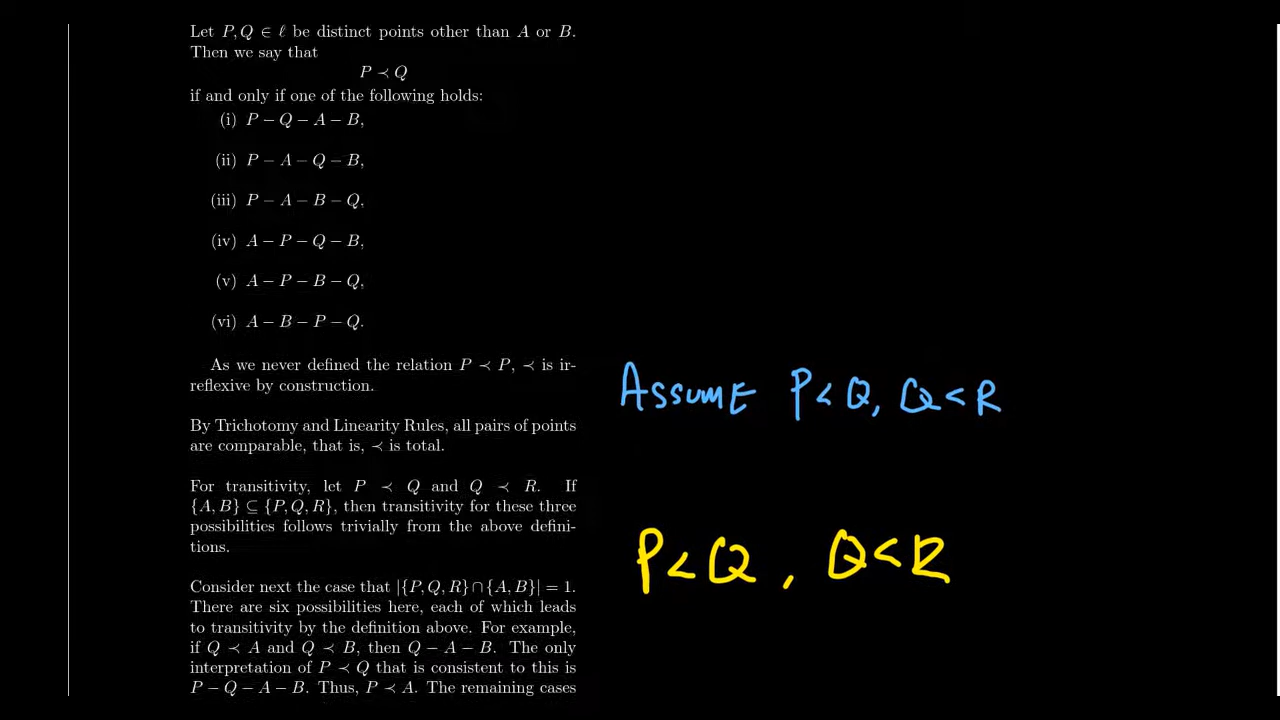 Let P, Q ∈ ℓ be distinct points other than A or B.
Then we say that
P ≺ Q
if and only if one of the following holds:
(i) P − Q − A − B,
(ii) P − A − Q − B,
(iii) P − A − B − Q,
(iv) A − P − Q − B,
(v) A − P − B − Q,
(vi) A − B − P − Q.
As we never defined the relation P ≺ P, ≺ is ir-
reflexive by construction.
By Trichotomy and Linearity Rules, all pairs of points
are comparable, that is, ≺ is total.
For transitivity, let P ≺ Q and Q ≺ R. If
{A, B} ⊆ {P, Q, R}, then transitivity for these three
possibilities follows trivially from the above defini-
tions.
Consider next the case that |{P, Q, R} ∩ {A, B}| = 1.
There are six possibilities here, each of which leads
to transitivity by the definition above. For example,
if Q ≺ A and Q ≺ B, then Q − A − B. The only
interpretation of P ≺ Q that is consistent to this is
P − Q − A − B. Thus, P ≺ A. The remaining cases
ASSUME P < Q, Q < R
P < Q , Q < R